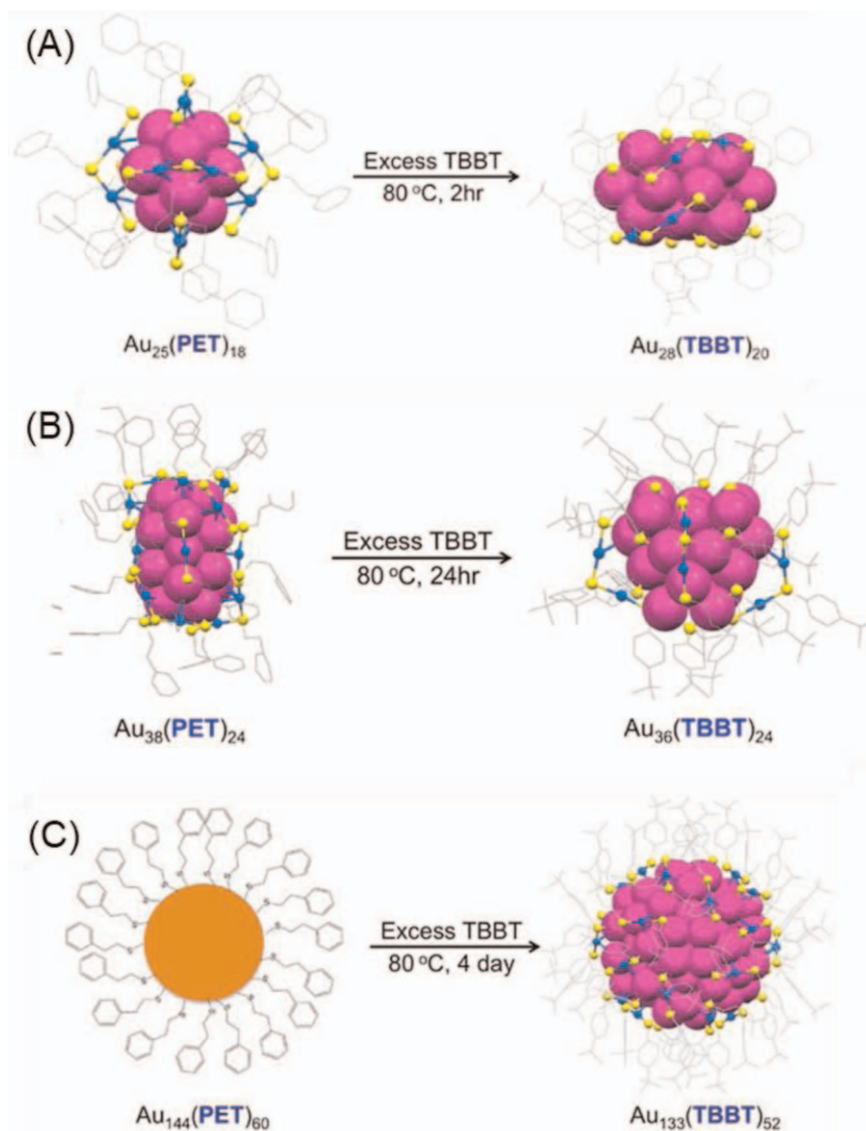 (A)
Excess TBBT
80 °C, 2hr
Au₂₅(PET)₁₈
Au₂₈(TBBT)₂₀
(B)
Excess TBBT
80 °C, 24hr
Au₃₈(PET)₂₄
Au₃₆(TBBT)₂₄
(C)
Excess TBBT
80 °C, 4 day
Au₁₄₄(PET)₆₀
Au₁₃₃(TBBT)₅₂